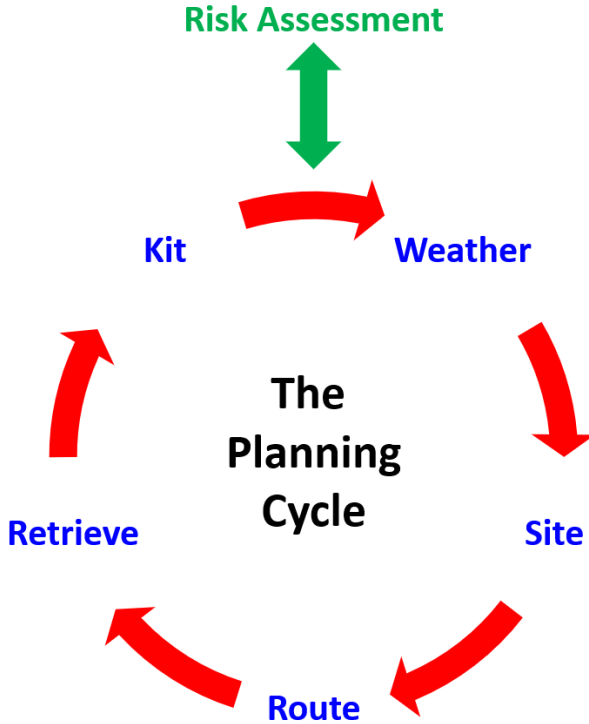 Risk Assessment
Kit
Weather
The
Planning
Cycle
Retrieve
Site
Route